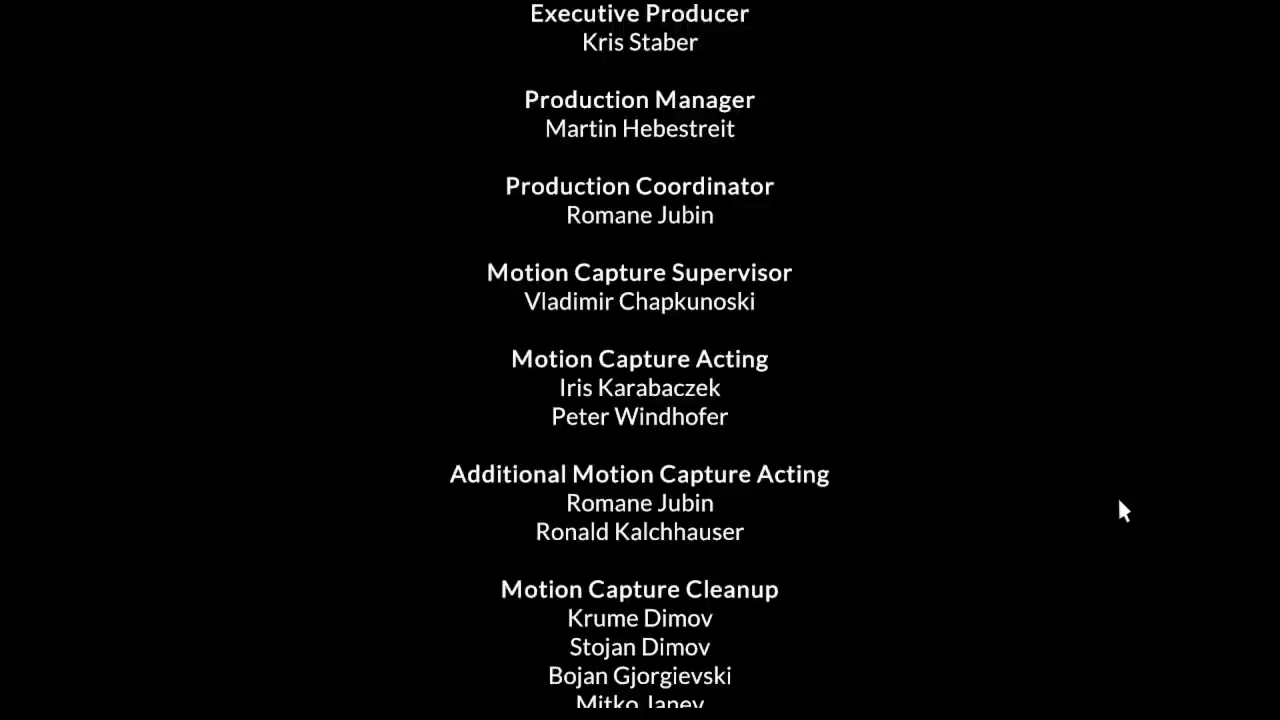 Executive Producer
Kris Staber
Production Manager
Martin Hebestreit
Production Coordinator
Romane Jubin
Motion Capture Supervisor
Vladimir Chapkunoski
Motion Capture Acting
Iris Karabaczek
Peter Windhofer
Additional Motion Capture Acting
Romane Jubin
Ronald Kalchhauser
Motion Capture Cleanup
Krume Dimov
Stojan Dimov
Bojan Gjorgievski
Mitko Janev